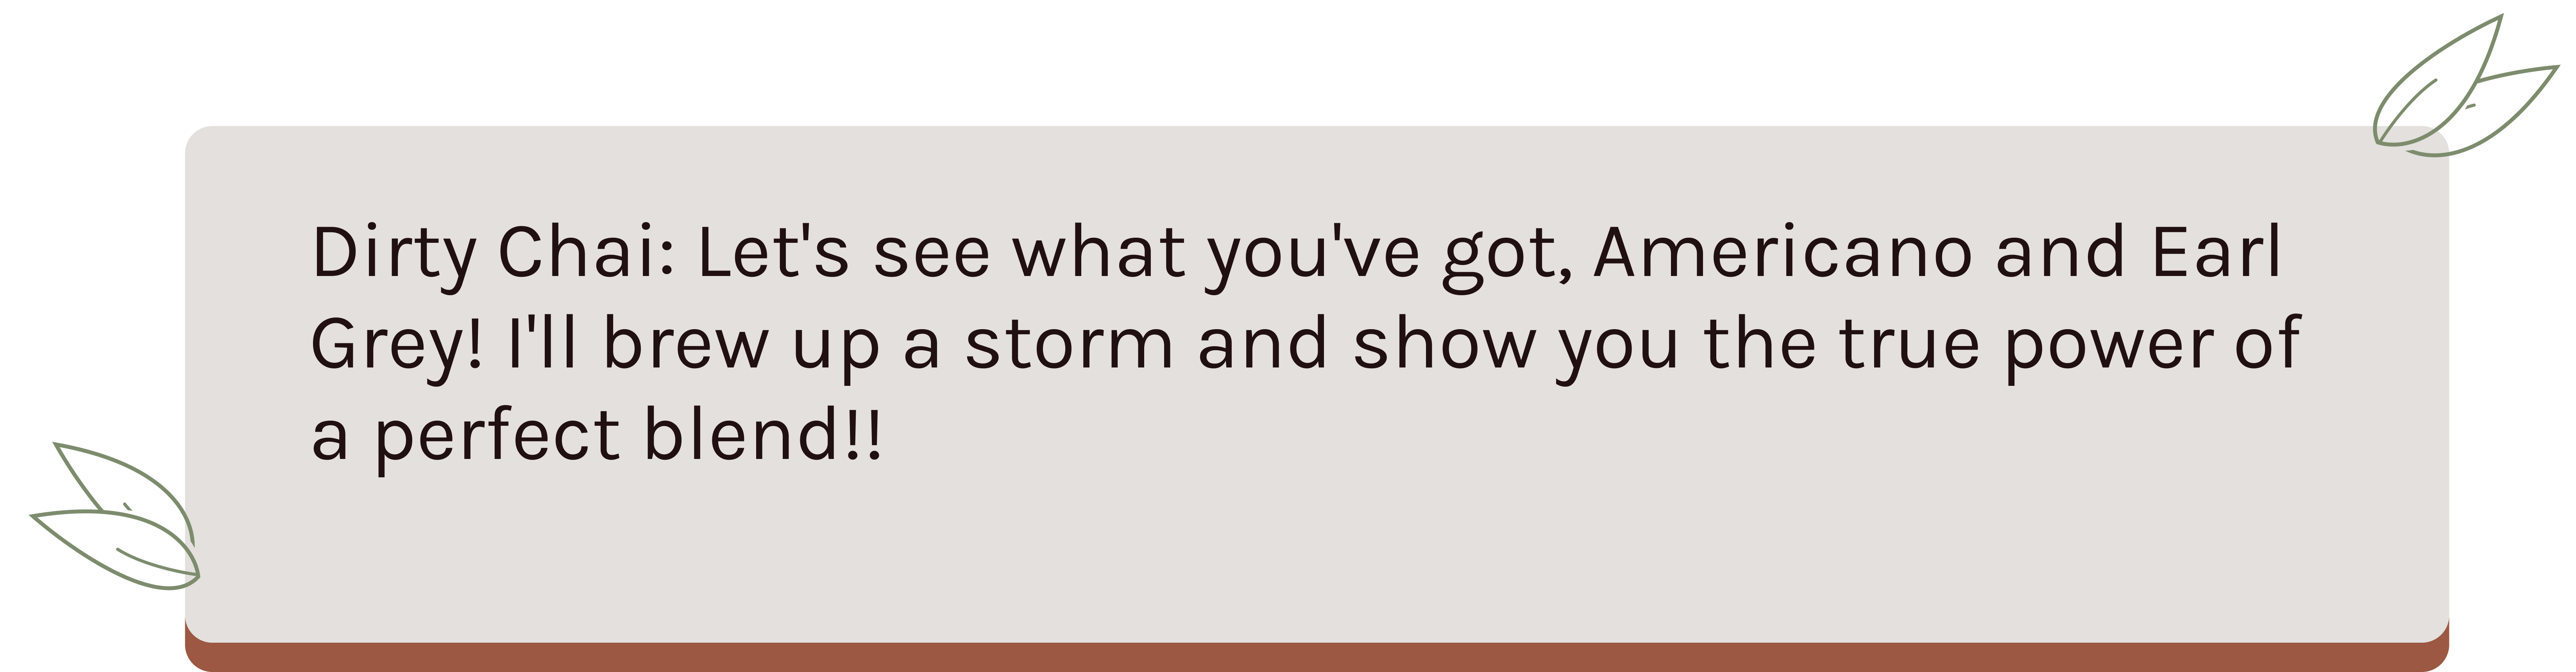 Dirty Chai: Let's see what you've got, Americano and Earl
Grey! I'll brew up a storm and show you the true power of
a perfect blend!!